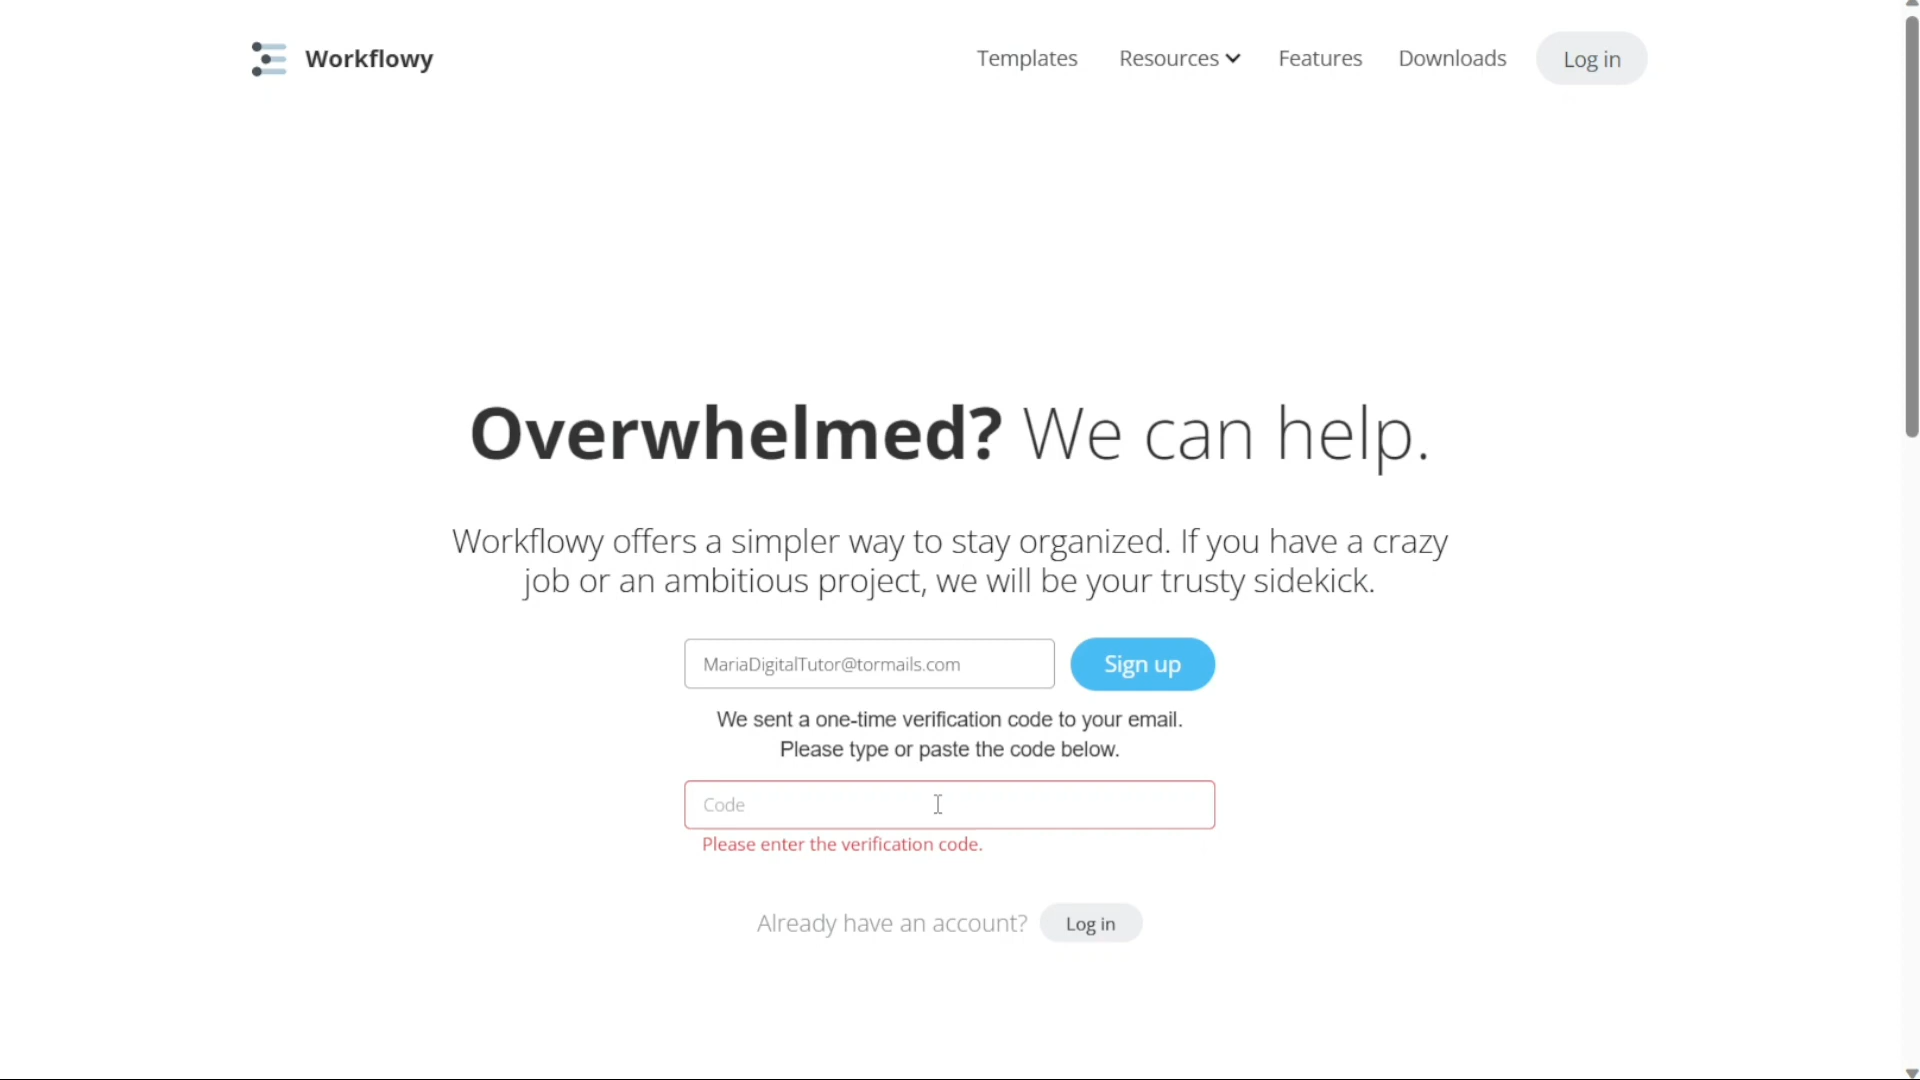 Workflowy
Templates
Resources
Features
Downloads
Log in
Overwhelmed? We can help.
Workflowy offers a simpler way to stay organized. If you have a crazy
job or an ambitious project, we will be your trusty sidekick.
MariaDigitalTutor@tormails.com
Sign up
We sent a one-time verification code to your email.
Please type or paste the code below.
Code
Please enter the verification code.
Already have an account?
Log in